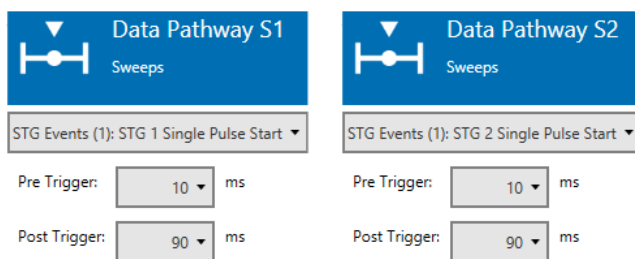 Data Pathway S1
Sweeps
STG Events (1): STG 1 Single Pulse Start
Pre Trigger: 10 ms
Post Trigger: 90 ms
Data Pathway S2
Sweeps
STG Events (1): STG 2 Single Pulse Start
Pre Trigger: 10 ms
Post Trigger: 90 ms